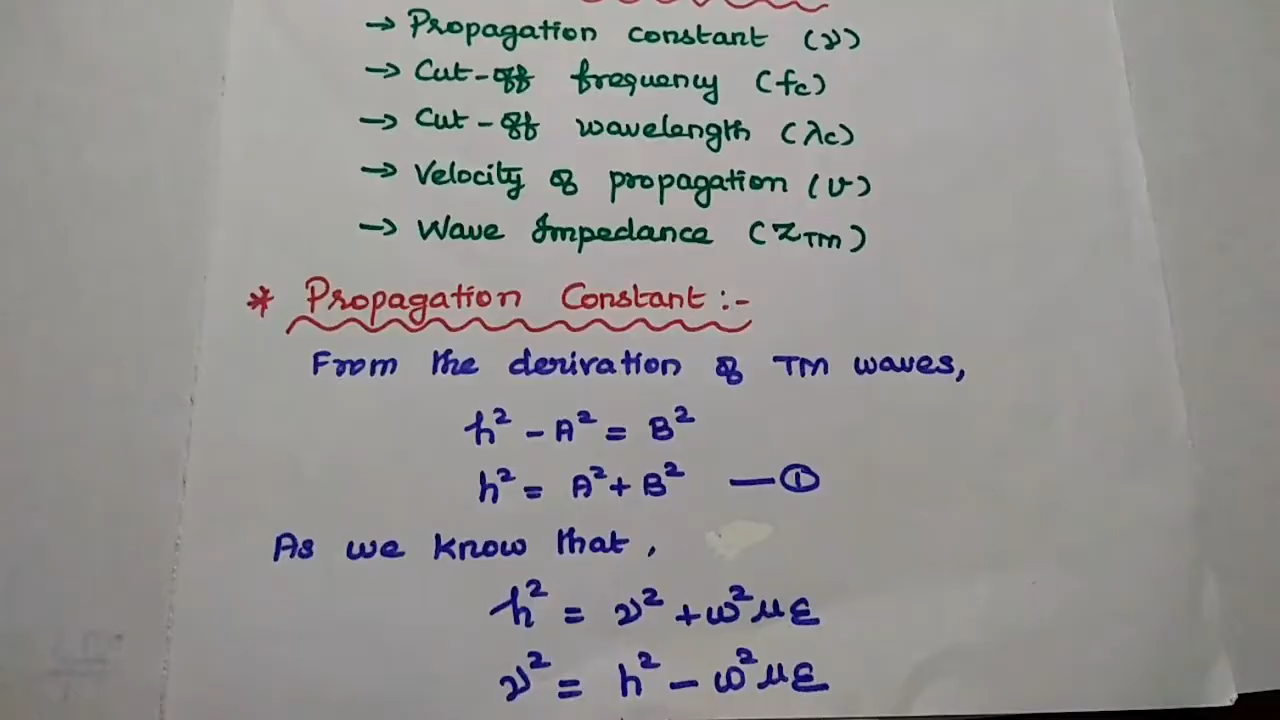 → Propagation constant (γ)
→ Cut-off frequency (fc)
→ Cut-off wavelength (λc)
→ Velocity of propagation (v)
→ Wave Impedance (ZTM)
* Propagation Constant :-
From the derivation of TM waves,
h² - A² = B²
h² = A² + B² — ①
As we know that,
h² = γ² + ω²με
γ² = h² - ω²με